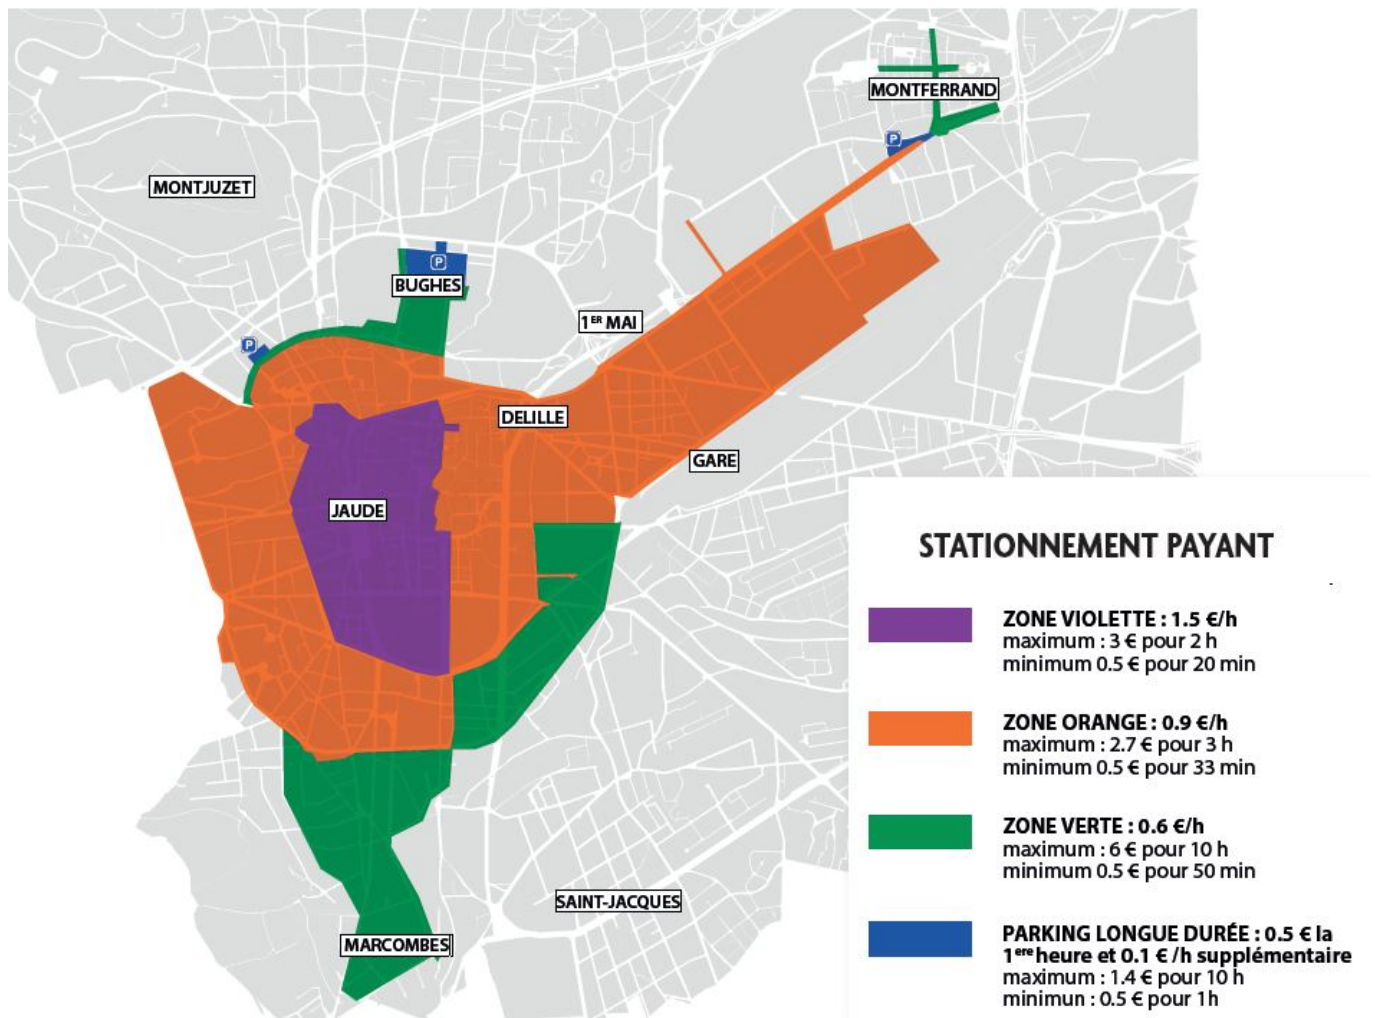 MONTFERRAND
P
MONTJUZET
P
BUGHES
1ER MAI
P
DELILLE
GARE
JAUDE
STATIONNEMENT PAYANT
ZONE VIOLETTE : 1.5 €/h
maximum : 3 € pour 2 h
minimum 0.5 € pour 20 min
ZONE ORANGE : 0.9 €/h
maximum : 2.7 € pour 3 h
minimum 0.5 € pour 33 min
ZONE VERTE : 0.6 €/h
maximum : 6 € pour 10 h
minimum 0.5 € pour 50 min
SAINT-JACQUES
MARCOMBES
PARKING LONGUE DURÉE : 0.5 € la
1ere heure et 0.1 € /h supplémentaire
maximum : 1.4 € pour 10 h
minimun : 0.5 € pour 1h